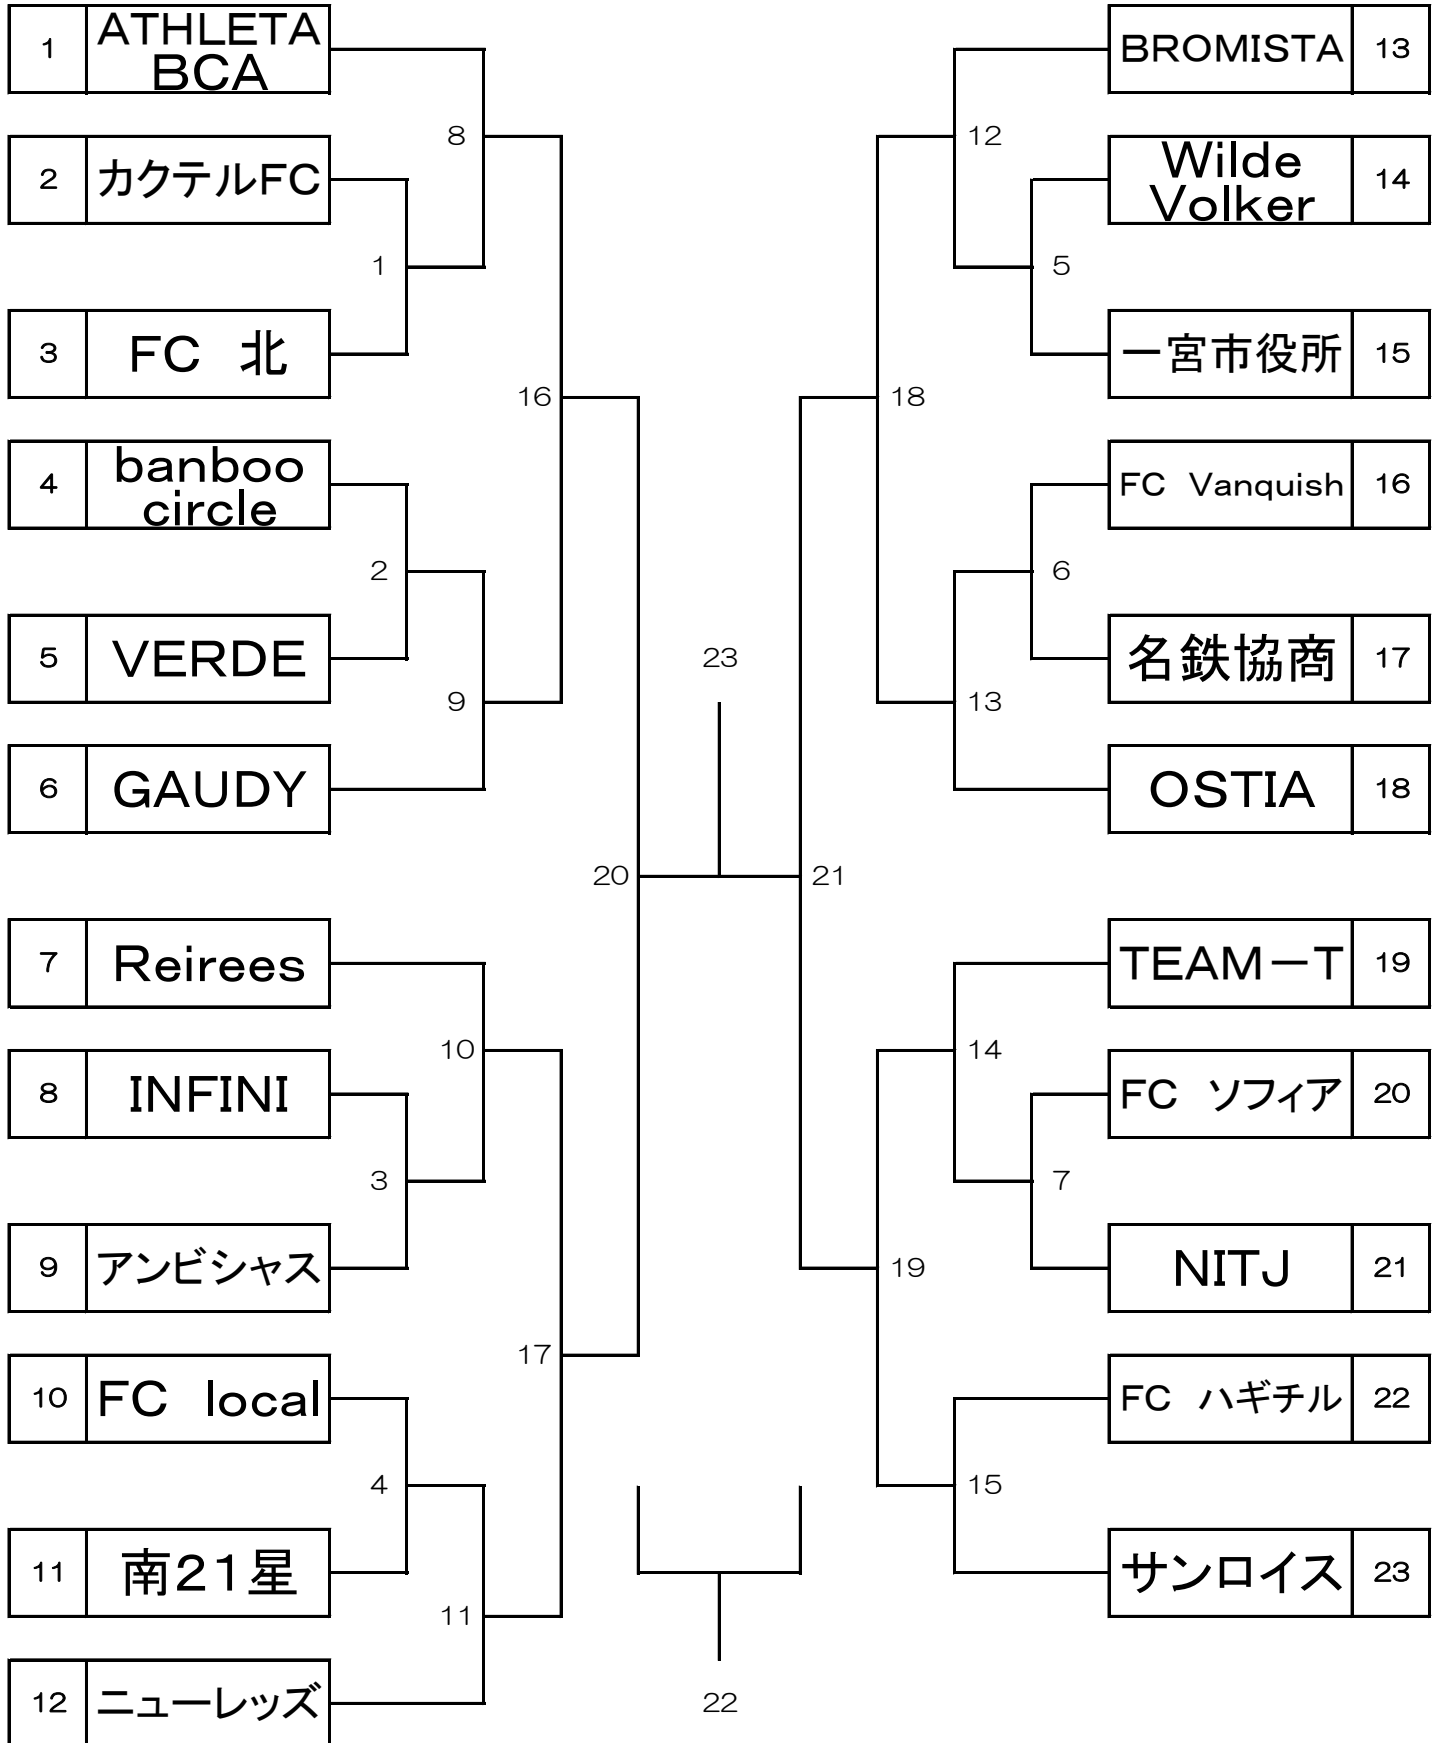 1 ATHLETA
BCA
8
2 カクテルFC
1
3 FC 北
16
4 banboo
circle
2
5 VERDE
9
6 GAUDY
20
7 Reirees
10
8 INFINI
3
9 アンビシャス
17
10 FC local
4
11 南21星
11
12 ニューレッズ
23
22
BROMISTA 13
12
Wilde
Volker 14
5
一宮市役所 15
18
FC Vanquish 16
6
名鉄協商 17
13
OSTIA 18
21
TEAM－T 19
14
FC ソフィア 20
7
NITJ 21
19
FC ハギチル 22
15
サンロイス 23